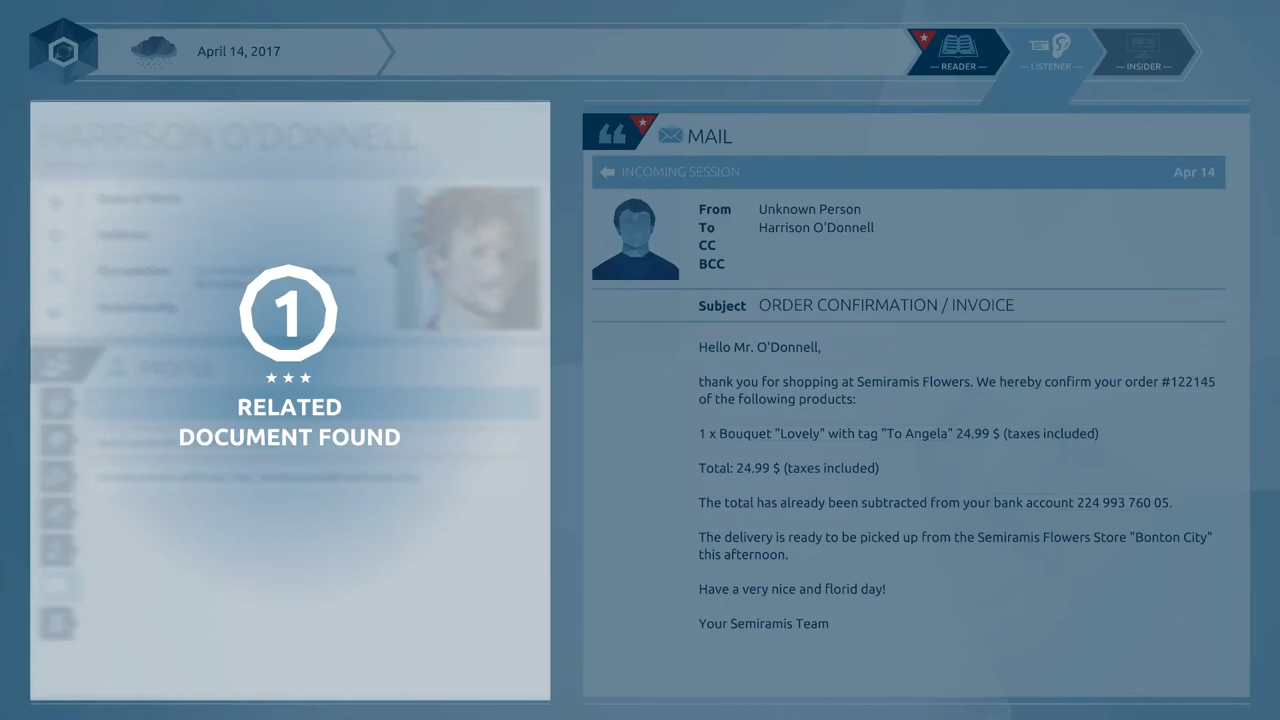 April 14, 2017
— READER —
— LISTENER —
— INSIDER —
HARRISON O'DONNELL
Occupation
PROFILE
1
RELATED
DOCUMENT FOUND
MAIL
INCOMING SESSION
Apr 14
From Unknown Person
To Harrison O'Donnell
CC
BCC
Subject ORDER CONFIRMATION / INVOICE
Hello Mr. O'Donnell,
thank you for shopping at Semiramis Flowers. We hereby confirm your order #122145
of the following products:
1 x Bouquet "Lovely" with tag "To Angela" 24.99 $ (taxes included)
Total: 24.99 $ (taxes included)
The total has already been subtracted from your bank account 224 993 760 05.
The delivery is ready to be picked up from the Semiramis Flowers Store "Bonton City"
this afternoon.
Have a very nice and florid day!
Your Semiramis Team